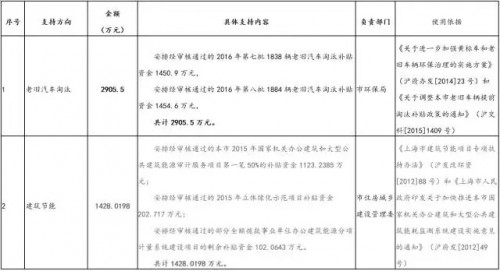 序号
支持方向
金额
（万元）
具体支持内容
负责部门
使用依据
1
老旧汽车淘汰
2905.5
安排经审核通过的 2016 年第七批 1838 辆老旧汽车淘汰补贴
资金 1450.9 万元。
安排经审核通过的 2016 年第八批 1884 辆老旧汽车淘汰补贴
资金 1454.6 万元。
共计 2905.5 万元。
市环保局
《关于进一步加强黄标车和老
旧车辆环保治理的实施方案》
（沪府办发[2014]23 号）和
《关于调整本市老旧车辆提前
淘汰补贴政策的通知》（沪交
科[2015]1409 号）
2
建筑节能
1428.0198
安排经审核通过的本市 2015 年国家机关办公建筑和大型公
共建筑能源审计服务项目第一笔 50%的补贴资金 1123.2385万
元；
安排经审核通过的 2015 年立体绿化示范项目补贴资金
202.717 万元；
安排经审核通过的部分全额拨款事业单位办公建筑能源分项
计量系统建设项目的剩余补贴资金 102.0643 万元。
共计 1428.0198 万元
市住房城乡
建设管理委
《上海市建筑节能项目专项扶
持办法》（沪发改环资
[2012]88 号）和《上海市人民
政府印发关于加快推进本市国
家机关办公建筑和大型公共建
筑能耗监测系统建设实施意见
的通知》（沪府发[2012]49
号）